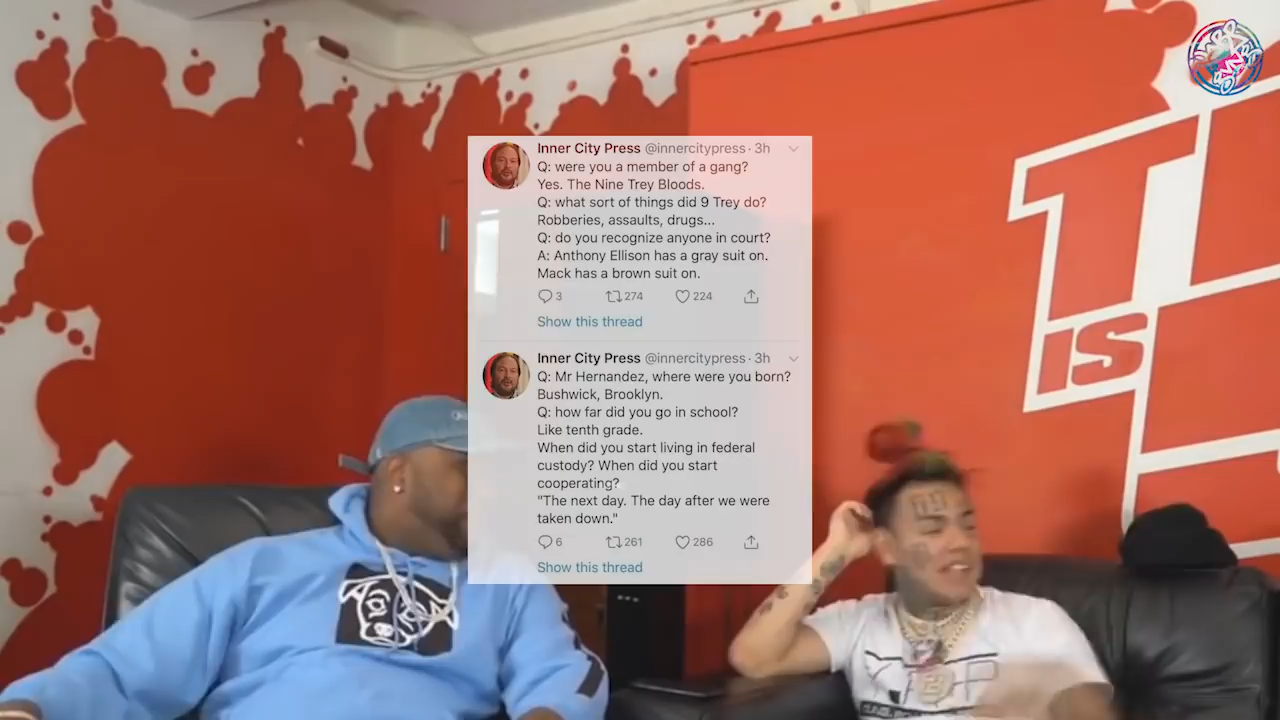 Inner City Press @innercitypress · 3h
Q: were you a member of a gang?
Yes. The Nine Trey Bloods.
Q: what sort of things did 9 Trey do?
Robberies, assaults, drugs...
Q: do you recognize anyone in court?
A: Anthony Ellison has a gray suit on.
Mack has a brown suit on.
3 274 224
Show this thread
Inner City Press @innercitypress · 3h
Q: Mr Hernandez, where were you born?
Bushwick, Brooklyn.
Q: how far did you go in school?
Like tenth grade.
When did you start living in federal
custody? When did you start
cooperating?
"The next day. The day after we were
taken down."
6 261 286
Show this thread
T
IS